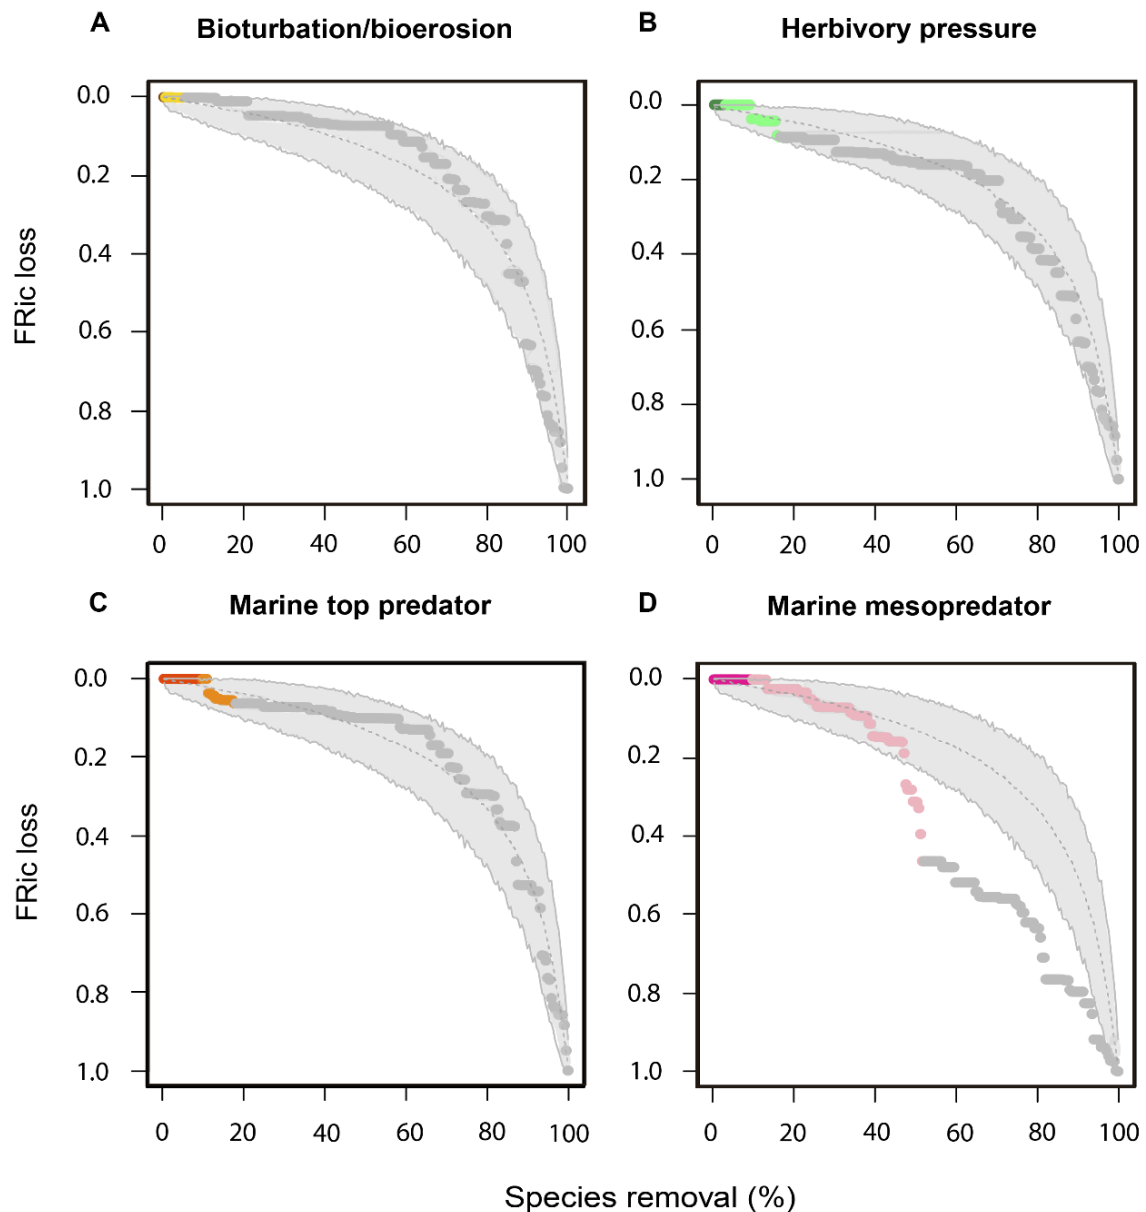 A Bioturbation/bioerosion
B Herbivory pressure
FRic loss
0.0
0.2
0.4
0.6
0.8
1.0
0 20 40 60 80 100
0.0
0.2
0.4
0.6
0.8
1.0
0 20 40 60 80 100
C Marine top predator
D Marine mesopredator
FRic loss
0.0
0.2
0.4
0.6
0.8
1.0
0 20 40 60 80 100
0.0
0.2
0.4
0.6
0.8
1.0
0 20 40 60 80 100
Species removal (%)